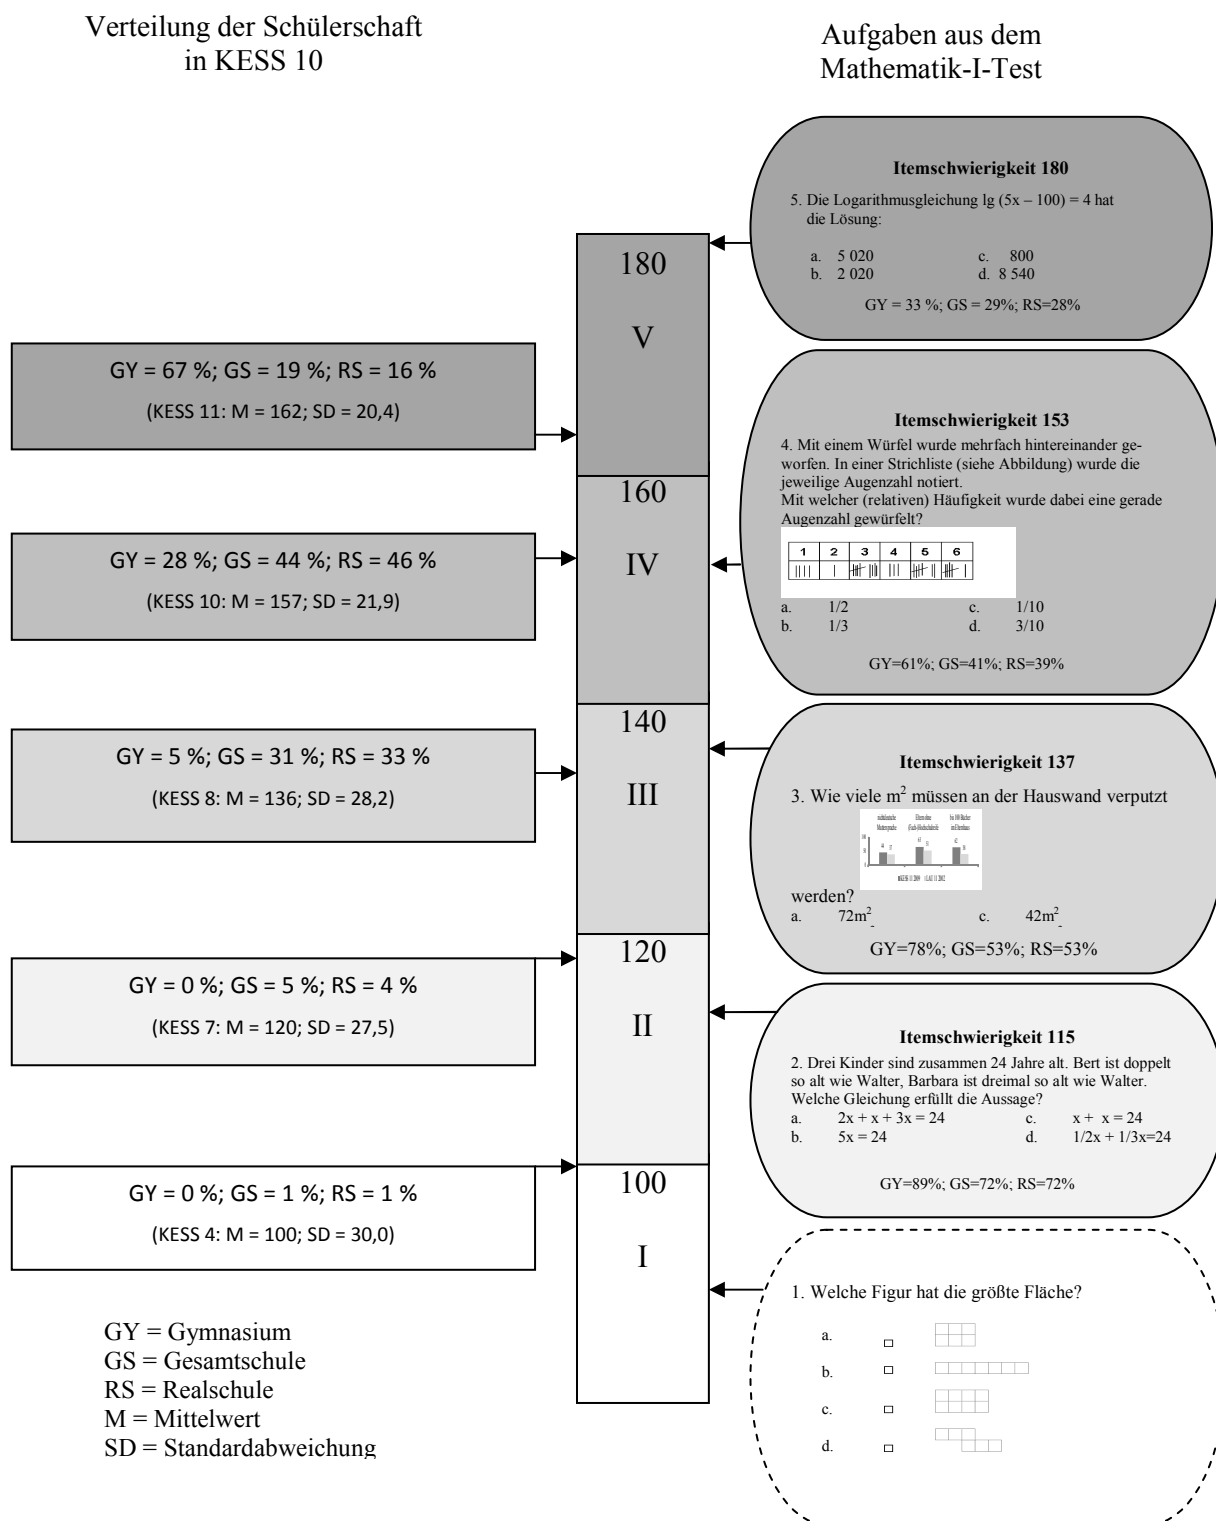 Verteilung der Schülerschaft
in KESS 10
Aufgaben aus dem
Mathematik-I-Test
GY = 67 %; GS = 19 %; RS = 16 %
(KESS 11: M = 162; SD = 20,4)
GY = 28 %; GS = 44 %; RS = 46 %
(KESS 10: M = 157; SD = 21,9)
GY = 5 %; GS = 31 %; RS = 33 %
(KESS 8: M = 136; SD = 28,2)
GY = 0 %; GS = 5 %; RS = 4 %
(KESS 7: M = 120; SD = 27,5)
GY = 0 %; GS = 1 %; RS = 1 %
(KESS 4: M = 100; SD = 30,0)
GY = Gymnasium
GS = Gesamtschule
RS = Realschule
M = Mittelwert
SD = Standardabweichung
180
V
160
IV
140
III
120
II
100
I
Itemschwierigkeit 180
5. Die Logarithmusgleichung lg (5x – 100) = 4 hat
die Lösung:
a. 5 020 c. 800
b. 2 020 d. 8 540
GY = 33 %; GS = 29%; RS=28%
Itemschwierigkeit 153
4. Mit einem Würfel wurde mehrfach hintereinander ge-
worfen. In einer Strichliste (siehe Abbildung) wurde die
jeweilige Augenzahl notiert.
Mit welcher (relativen) Häufigkeit wurde dabei eine gerade
Augenzahl gewürfelt?
1 2 3 4 5 6
a. 1/2 c. 1/10
b. 1/3 d. 3/10
GY=61%; GS=41%; RS=39%
Itemschwierigkeit 137
3. Wie viele m² müssen an der Hauswand verputzt
werden?
a. 72m² c. 42m²
GY=78%; GS=53%; RS=53%
Itemschwierigkeit 115
2. Drei Kinder sind zusammen 24 Jahre alt. Bert ist doppelt
so alt wie Walter, Barbara ist dreimal so alt wie Walter.
Welche Gleichung erfüllt die Aussage?
a. 2x + x + 3x = 24 c. x + x = 24
b. 5x = 24 d. 1/2x + 1/3x=24
GY=89%; GS=72%; RS=72%
1. Welche Figur hat die größte Fläche?
a.
b.
c.
d.